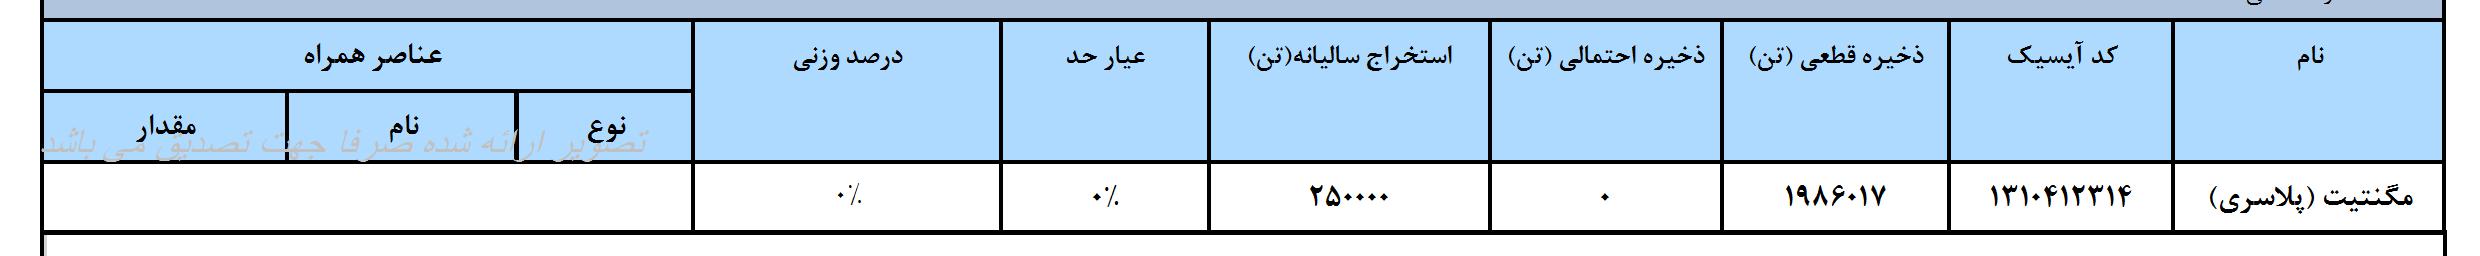 نام	کد آیسیک	ذخیره قطعی (تن)	ذخیره احتمالی (تن)	استخراج سالیانه(تن)	عیار حد	درصد وزنی	عناصر همراه
نوع	نام	مقدار
تصویر ارائه شده صرفا جهت تصدیق می باشد
مگنتیت (پلاسری)	۱۳۱۰۴۱۲۳۱۴	۱۹۸۶۰۱۷	۰	۲۵۰۰۰۰	۰٪	۰٪